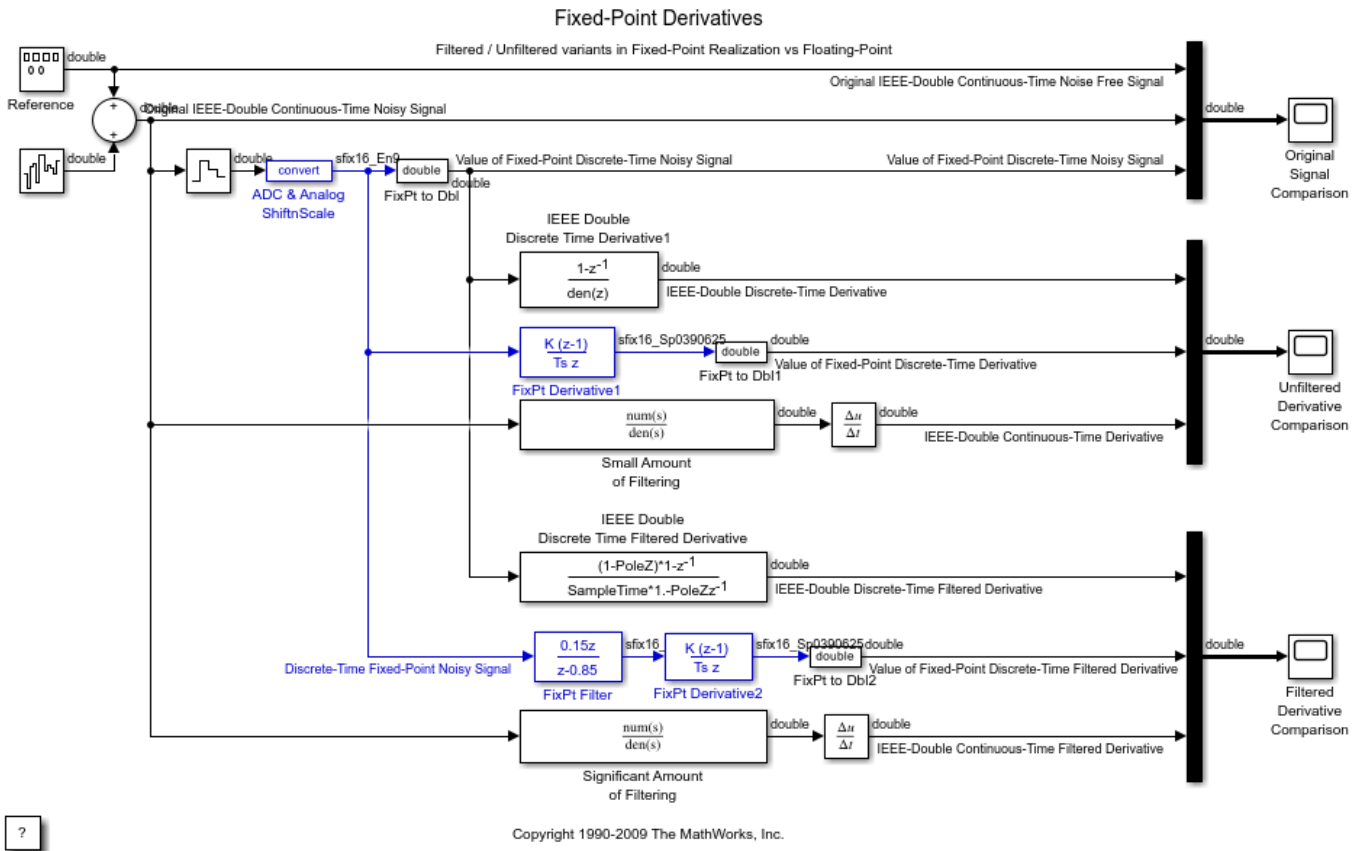 Fixed-Point Derivatives
Filtered / Unfiltered variants in Fixed-Point Realization vs Floating-Point
double
Original IEEE-Double Continuous-Time Noise Free Signal
Reference
+
+
double
Original IEEE-Double Continuous-Time Noisy Signal
double
Original
Signal
Comparison
double
double
convert
sfix16_En9
double
double
Value of Fixed-Point Discrete-Time Noisy Signal
Value of Fixed-Point Discrete-Time Noisy Signal
ADC & Analog
ShiftnScale
FixPt to Dbl
IEEE Double
Discrete Time Derivative1
1-z-1
den(z)
double
IEEE-Double Discrete-Time Derivative
K (z-1)
Ts z
FixPt Derivative1
sfix16_Sp0390625
double
double
FixPt to Dbl1
Value of Fixed-Point Discrete-Time Derivative
double
Unfiltered
Derivative
Comparison
num(s)
den(s)
Small Amount
of Filtering
double
Δu
Δt
double
IEEE-Double Continuous-Time Derivative
IEEE Double
Discrete Time Filtered Derivative
(1-PoleZ)*1-z-1
SampleTime*1.-PoleZz-1
double
IEEE-Double Discrete-Time Filtered Derivative
Discrete-Time Fixed-Point Noisy Signal
0.15z
z-0.85
FixPt Filter
sfix16_
K (z-1)
Ts z
FixPt Derivative2
sfix16_Sp0390625
double
double
FixPt to Dbl2
Value of Fixed-Point Discrete-Time Filtered Derivative
double
Filtered
Derivative
Comparison
num(s)
den(s)
Significant Amount
of Filtering
double
Δu
Δt
double
IEEE-Double Continuous-Time Filtered Derivative
?
Copyright 1990-2009 The MathWorks, Inc.